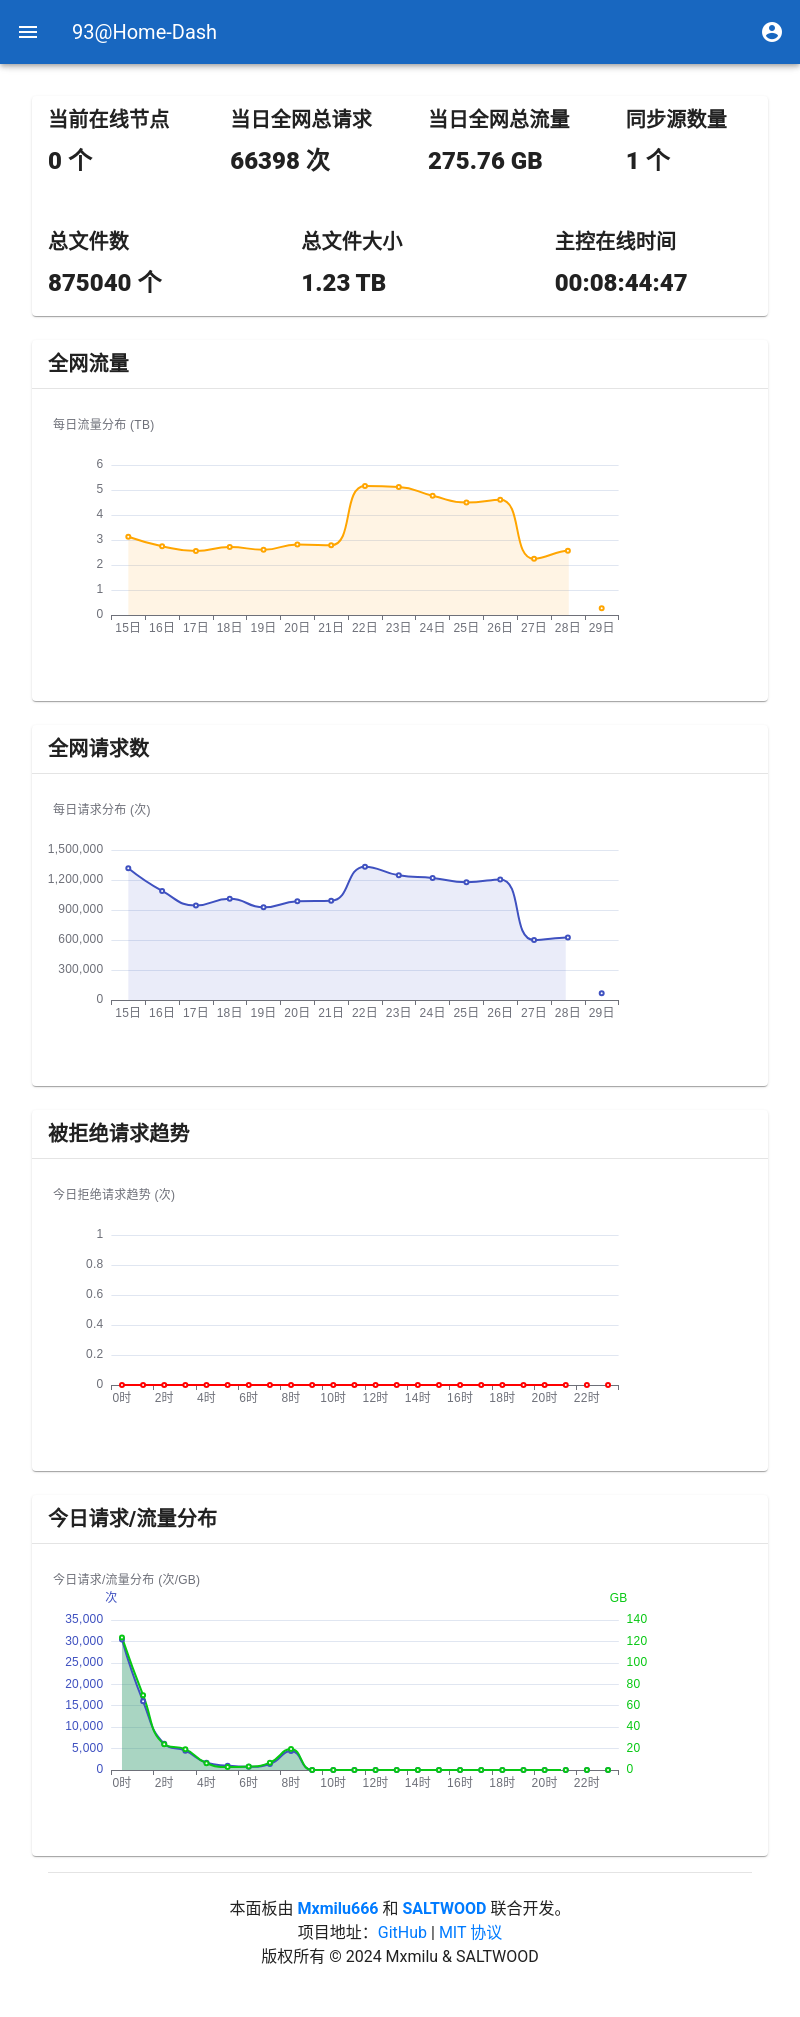 93@Home-Dash
当前在线节点 当日全网总请求 当日全网总流量 同步源数量
0 个 66398 次 275.76 GB 1 个
总文件数 总文件大小 主控在线时间
875040 个 1.23 TB 00:08:44:47
全网流量
每日流量分布 (TB)
6
5
4
3
2
1
0
15日 16日 17日 18日 19日 20日 21日 22日 23日 24日 25日 26日 27日 28日 29日
全网请求数
每日请求分布 (次)
1,500,000
1,200,000
900,000
600,000
300,000
0
15日 16日 17日 18日 19日 20日 21日 22日 23日 24日 25日 26日 27日 28日 29日
被拒绝请求趋势
今日拒绝请求趋势 (次)
1
0.8
0.6
0.4
0.2
0
0时 2时 4时 6时 8时 10时 12时 14时 16时 18时 20时 22时
今日请求/流量分布
今日请求/流量分布 (次/GB)
次 GB
35,000 140
30,000 120
25,000 100
20,000 80
15,000 60
10,000 40
5,000 20
0 0
0时 2时 4时 6时 8时 10时 12时 14时 16时 18时 20时 22时
本面板由 Mxmilu666 和 SALTWOOD 联合开发。
项目地址：GitHub | MIT 协议
版权所有 © 2024 Mxmilu & SALTWOOD